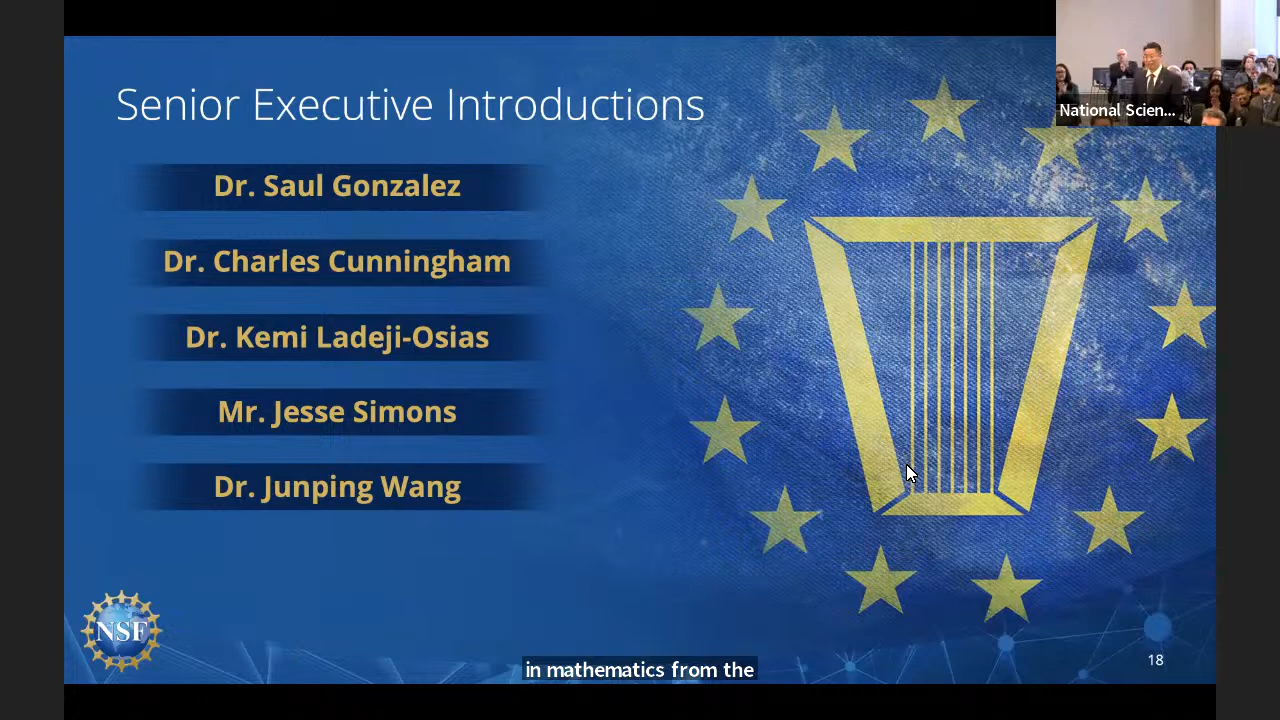 Senior Executive Introductions
National Scien...
Dr. Saul Gonzalez
Dr. Charles Cunningham
Dr. Kemi Ladeji-Osias
Mr. Jesse Simons
Dr. Junping Wang
NSF
in mathematics from the
18